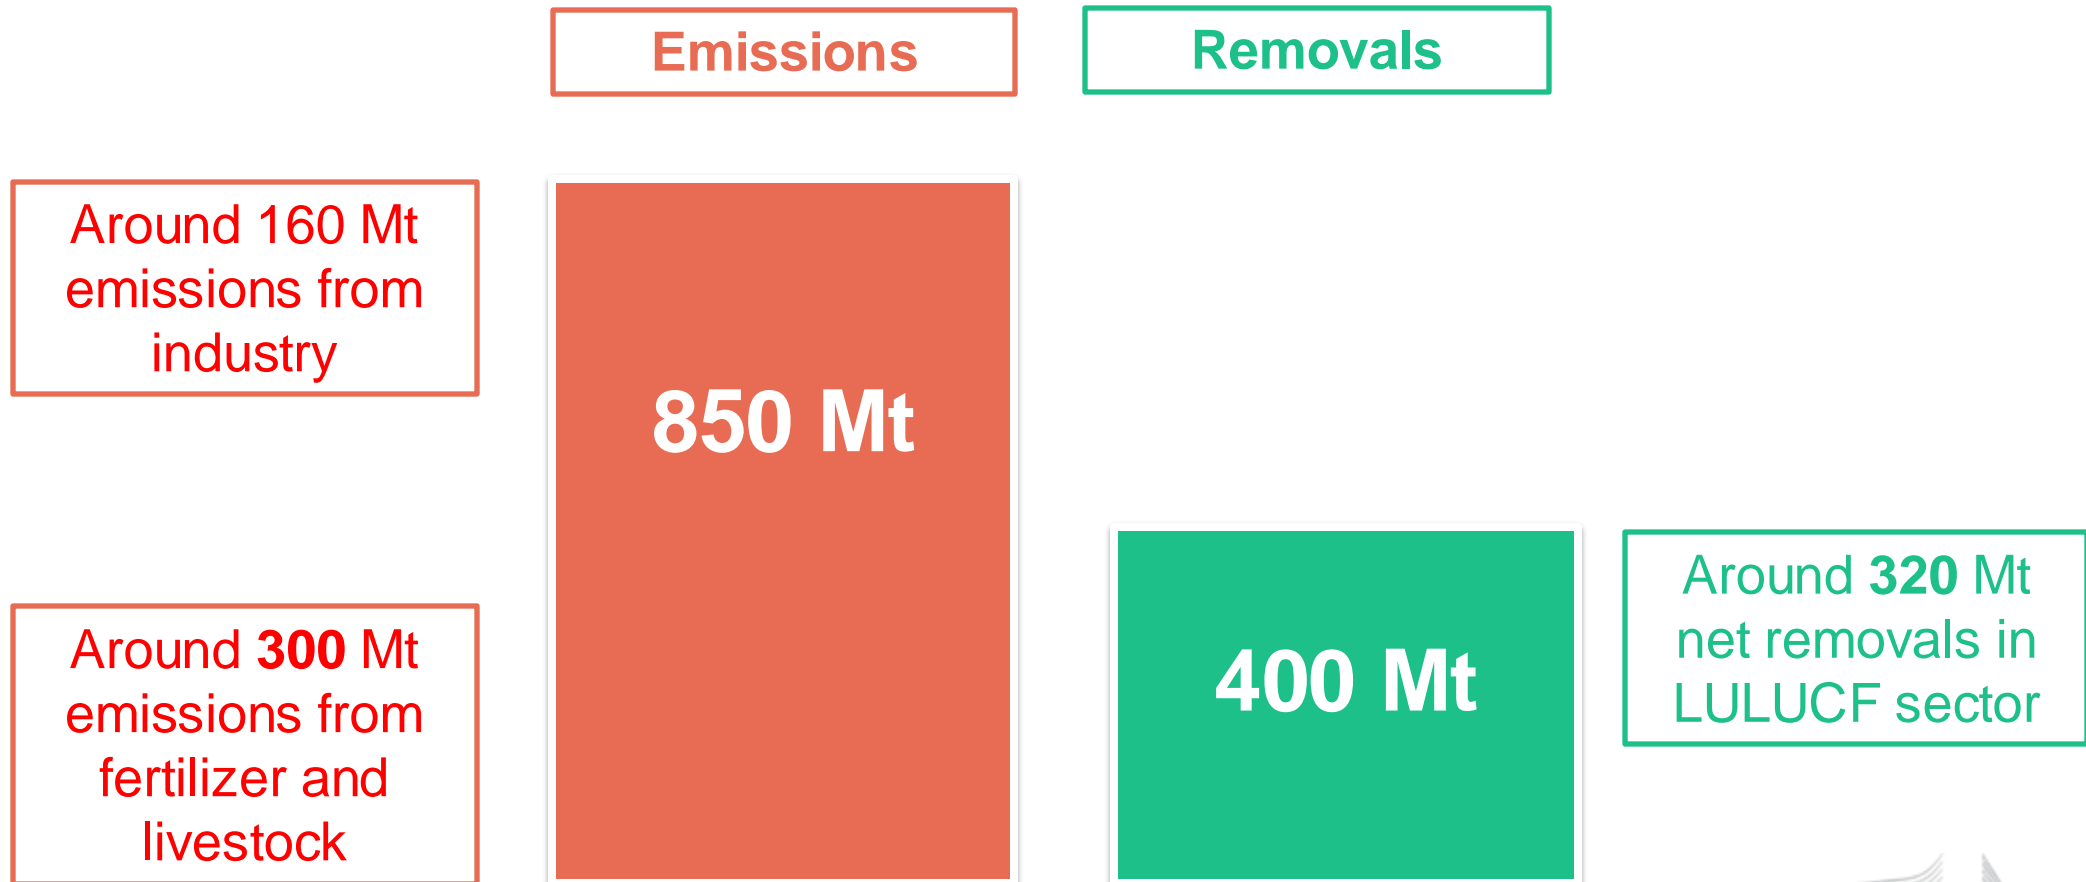 Emissions
Removals
Around 160 Mt
emissions from
industry
850 Mt
Around 300 Mt
emissions from
fertilizer and
livestock
400 Mt
Around 320 Mt
net removals in
LULUCF sector